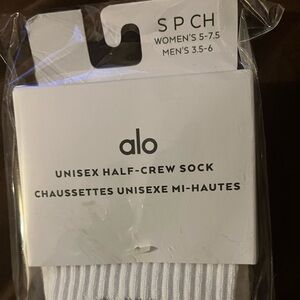 S P CH
WOMEN'S 5-7.5
MEN'S 3.5-6
alo
UNISEX HALF-CREW SOCK
CHAUSSETTES UNISEXE MI-HAUTES